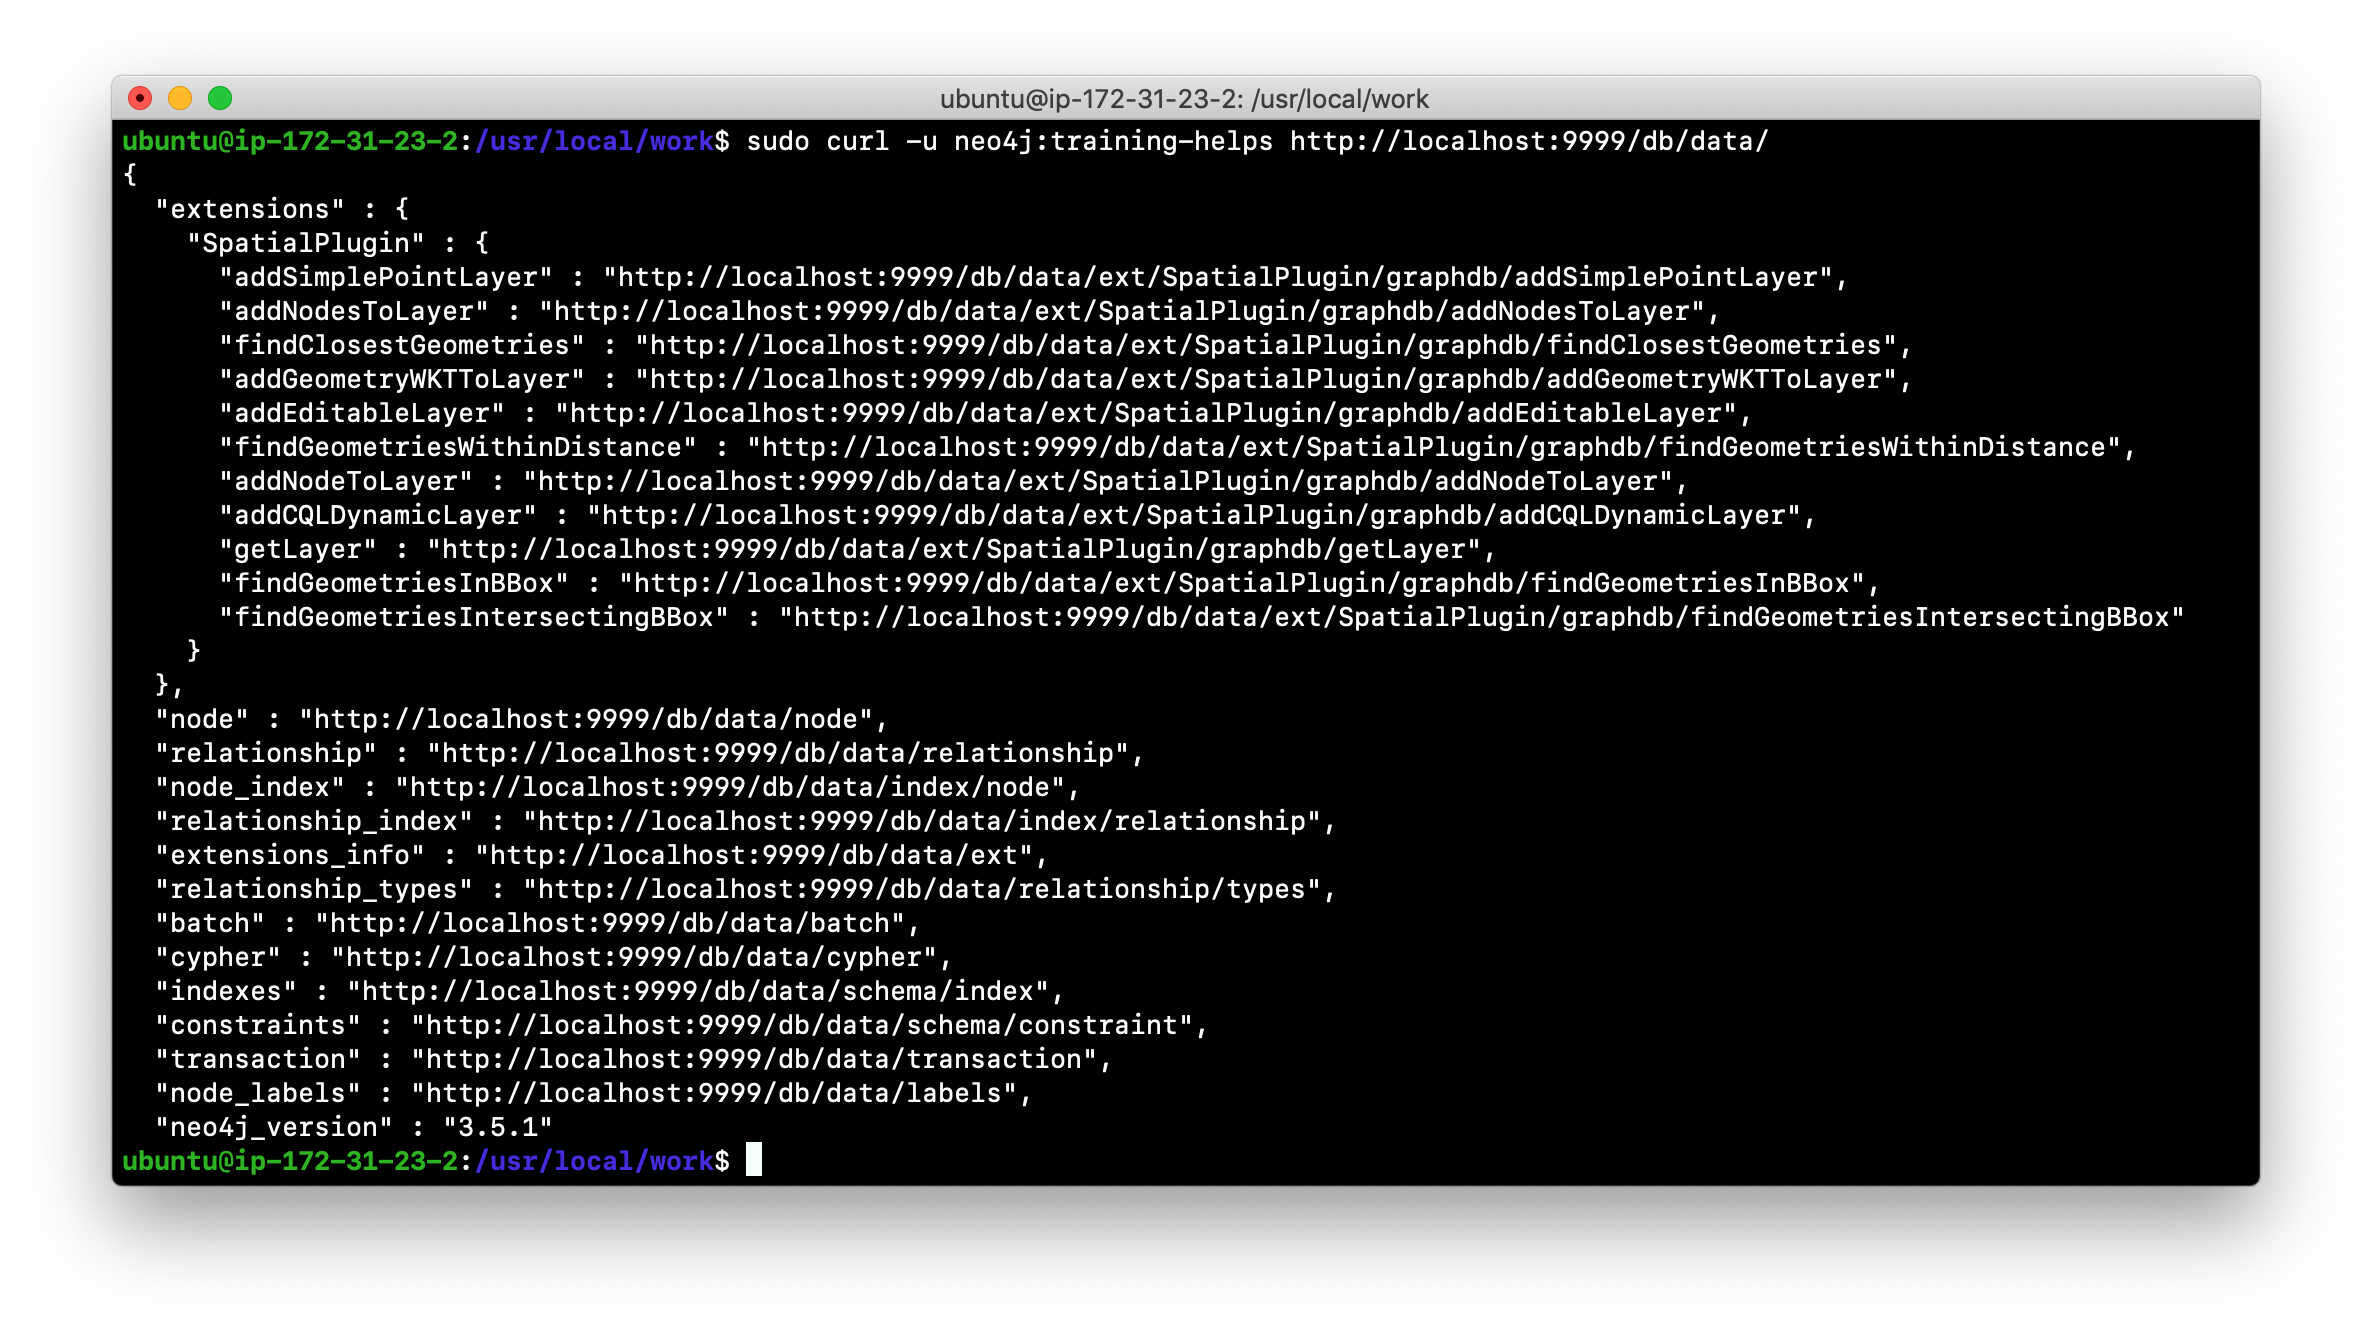 ubuntu@ip-172-31-23-2: /usr/local/work
ubuntu@ip-172-31-23-2:/usr/local/work$ sudo curl -u neo4j:training-helps http://localhost:9999/db/data/
{
  "extensions" : {
    "SpatialPlugin" : {
      "addSimplePointLayer" : "http://localhost:9999/db/data/ext/SpatialPlugin/graphdb/addSimplePointLayer",
      "addNodesToLayer" : "http://localhost:9999/db/data/ext/SpatialPlugin/graphdb/addNodesToLayer",
      "findClosestGeometries" : "http://localhost:9999/db/data/ext/SpatialPlugin/graphdb/findClosestGeometries",
      "addGeometryWKTToLayer" : "http://localhost:9999/db/data/ext/SpatialPlugin/graphdb/addGeometryWKTToLayer",
      "addEditableLayer" : "http://localhost:9999/db/data/ext/SpatialPlugin/graphdb/addEditableLayer",
      "findGeometriesWithinDistance" : "http://localhost:9999/db/data/ext/SpatialPlugin/graphdb/findGeometriesWithinDistance",
      "addNodeToLayer" : "http://localhost:9999/db/data/ext/SpatialPlugin/graphdb/addNodeToLayer",
      "addCQLDynamicLayer" : "http://localhost:9999/db/data/ext/SpatialPlugin/graphdb/addCQLDynamicLayer",
      "getLayer" : "http://localhost:9999/db/data/ext/SpatialPlugin/graphdb/getLayer",
      "findGeometriesInBBox" : "http://localhost:9999/db/data/ext/SpatialPlugin/graphdb/findGeometriesInBBox",
      "findGeometriesIntersectingBBox" : "http://localhost:9999/db/data/ext/SpatialPlugin/graphdb/findGeometriesIntersectingBBox"
    }
  },
  "node" : "http://localhost:9999/db/data/node",
  "relationship" : "http://localhost:9999/db/data/relationship",
  "node_index" : "http://localhost:9999/db/data/index/node",
  "relationship_index" : "http://localhost:9999/db/data/index/relationship",
  "extensions_info" : "http://localhost:9999/db/data/ext",
  "relationship_types" : "http://localhost:9999/db/data/relationship/types",
  "batch" : "http://localhost:9999/db/data/batch",
  "cypher" : "http://localhost:9999/db/data/cypher",
  "indexes" : "http://localhost:9999/db/data/schema/index",
  "constraints" : "http://localhost:9999/db/data/schema/constraint",
  "transaction" : "http://localhost:9999/db/data/transaction",
  "node_labels" : "http://localhost:9999/db/data/labels",
  "neo4j_version" : "3.5.1"
ubuntu@ip-172-31-23-2:/usr/local/work$